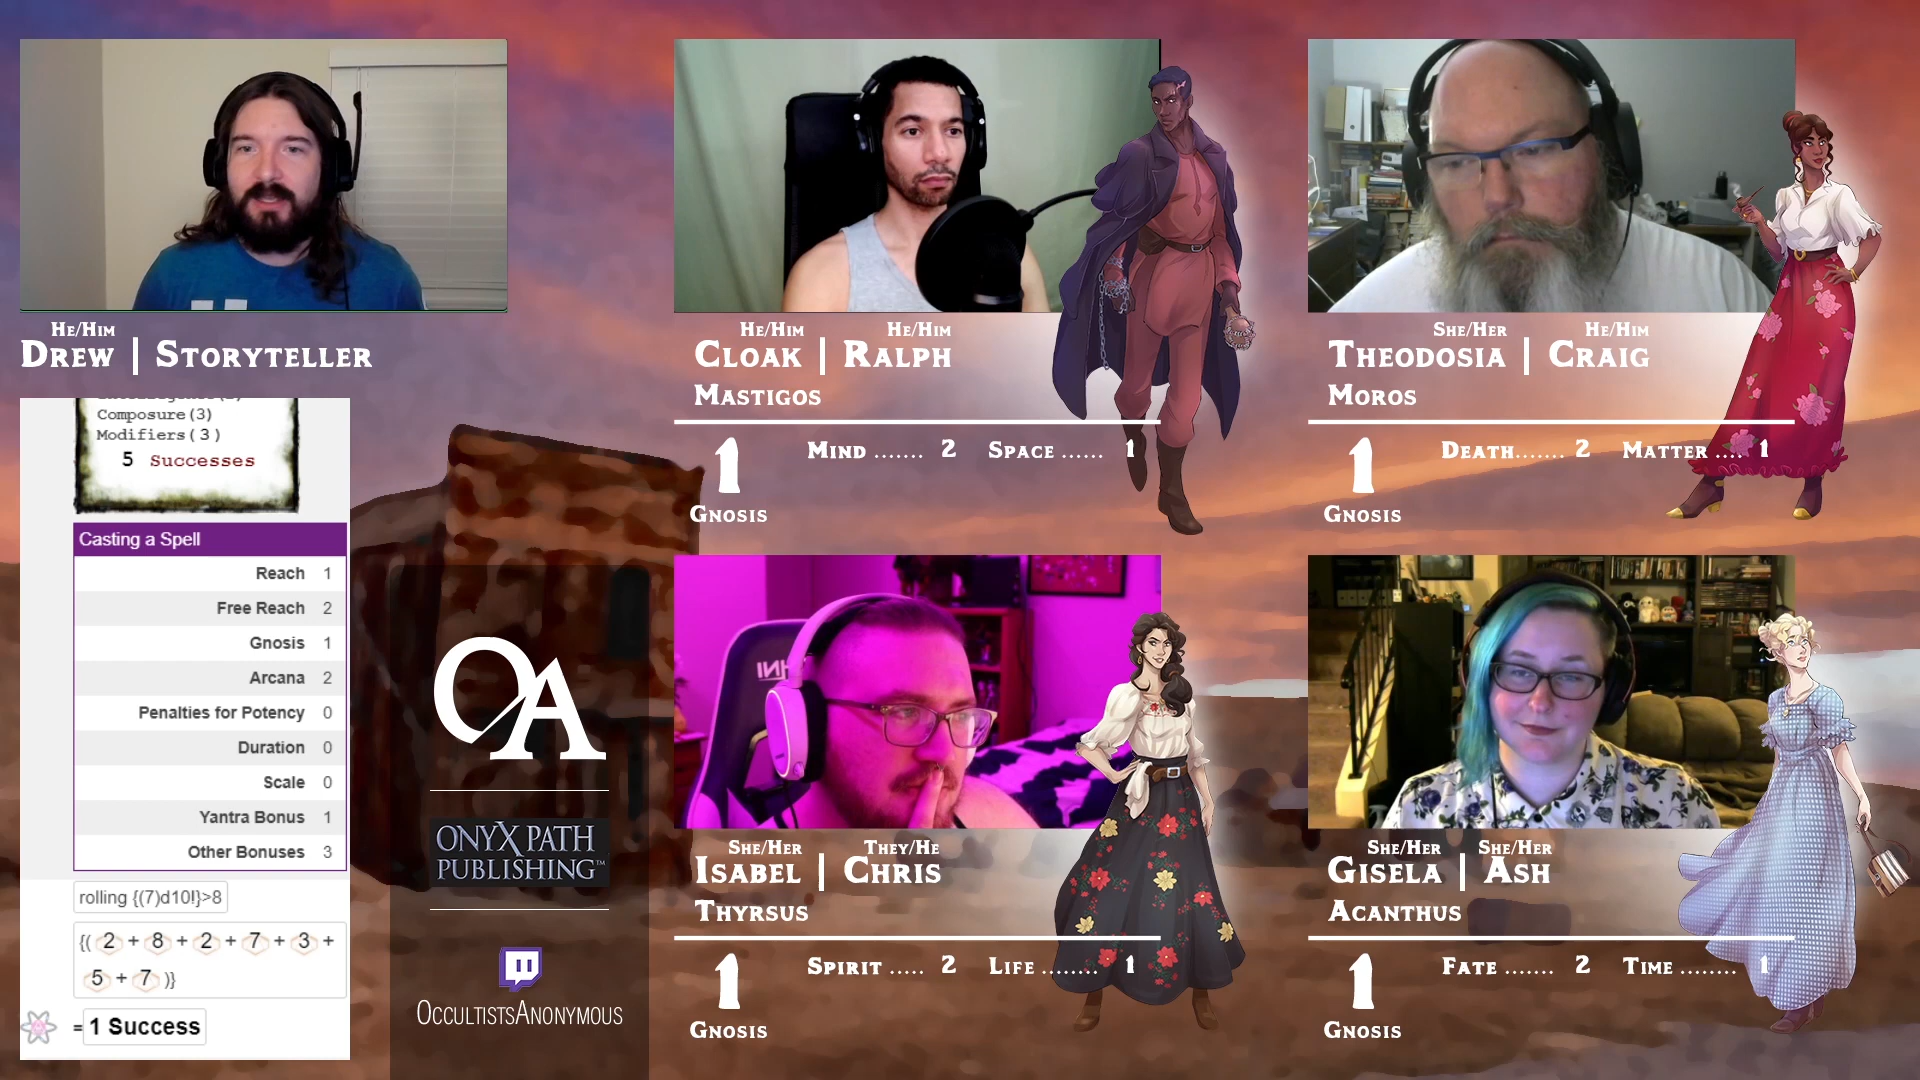 He/Him
Drew | Storyteller
Composure(3)
Modifiers(3)
5 Successes
Casting a Spell
Reach 1
Free Reach 2
Gnosis 1
Arcana 2
Penalties for Potency 0
Duration 0
Scale 0
Yantra Bonus 1
Other Bonuses 3
rolling {(7)d10!}>8
{( 2 + 8 + 2 + 7 + 3 +
5 + 7 )}
= 1 Success
OA
ONYX PATH
PUBLISHING™
OccultistsAnonymous
He/Him He/Him
Cloak | Ralph
Mastigos
1 Mind ....... 2 Space ...... 1
Gnosis
She/Her He/Him
Theodosia | Craig
Moros
1 Death....... 2 Matter .... 1
Gnosis
She/Her They/He
Isabel | Chris
Thyrsus
1 Spirit ..... 2 Life ........ 1
Gnosis
She/Her She/Her
Gisela | Ash
Acanthus
1 Fate ....... 2 Time ........ 1
Gnosis